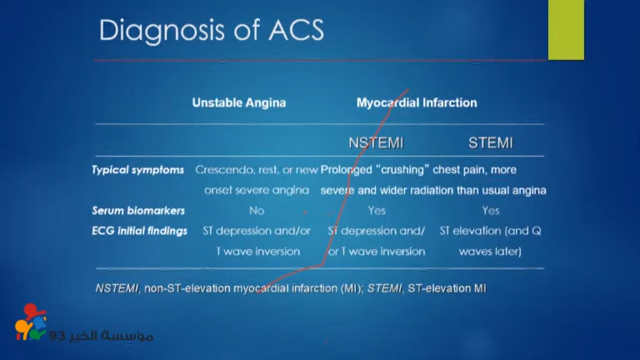 Diagnosis of ACS
Unstable Angina Myocardial Infarction
NSTEMI STEMI
Typical symptoms Crescendo, rest, or new Prolonged “crushing” chest pain, more
onset severe angina severe and wider radiation than usual angina
Serum biomarkers No Yes Yes
ECG initial findings ST depression and/or ST depression and/ ST elevation (and Q
T wave inversion or T wave inversion waves later)
NSTEMI, non-ST-elevation myocardial infarction (MI); STEMI, ST-elevation MI
مؤسسة الخير 93